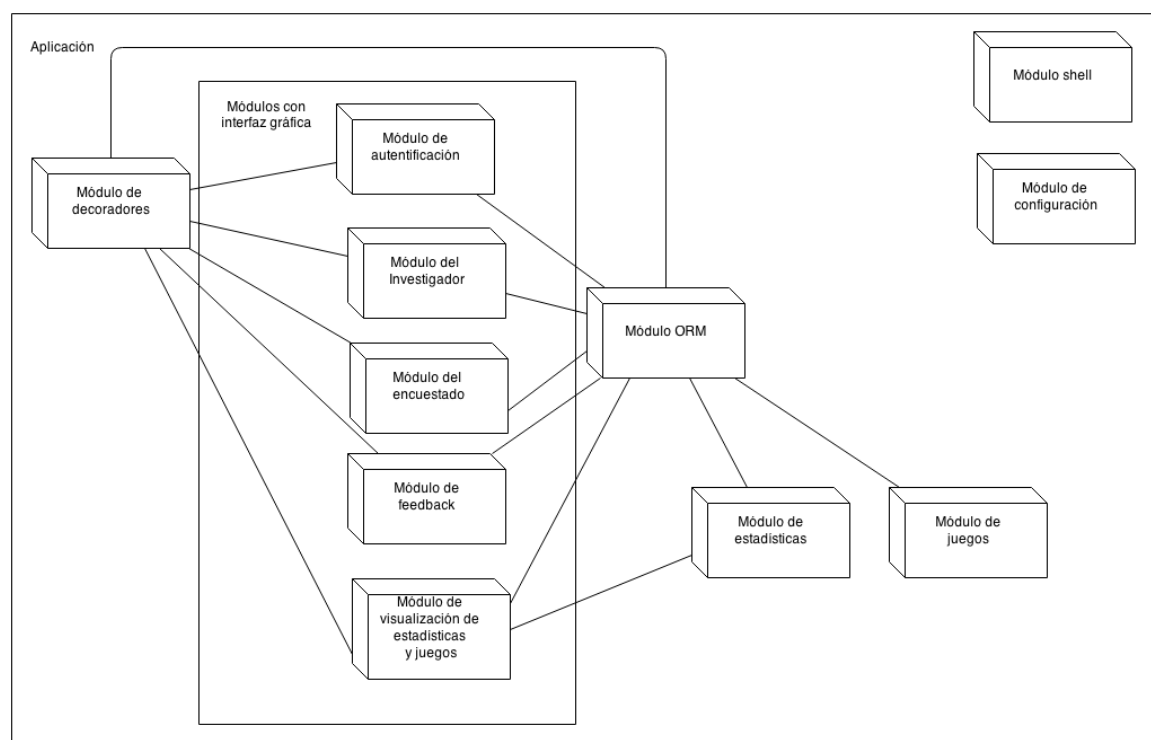 Aplicación
Módulo shell
Módulos con
interfaz gráfica
Módulo de
autentificación
Módulo de
decoradores
Módulo de
configuración
Módulo del
Investigador
Módulo ORM
Módulo del
encuestado
Módulo de
feedback
Módulo de
estadísticas
Módulo de
juegos
Módulo de
visualización de
estadísticas
y juegos